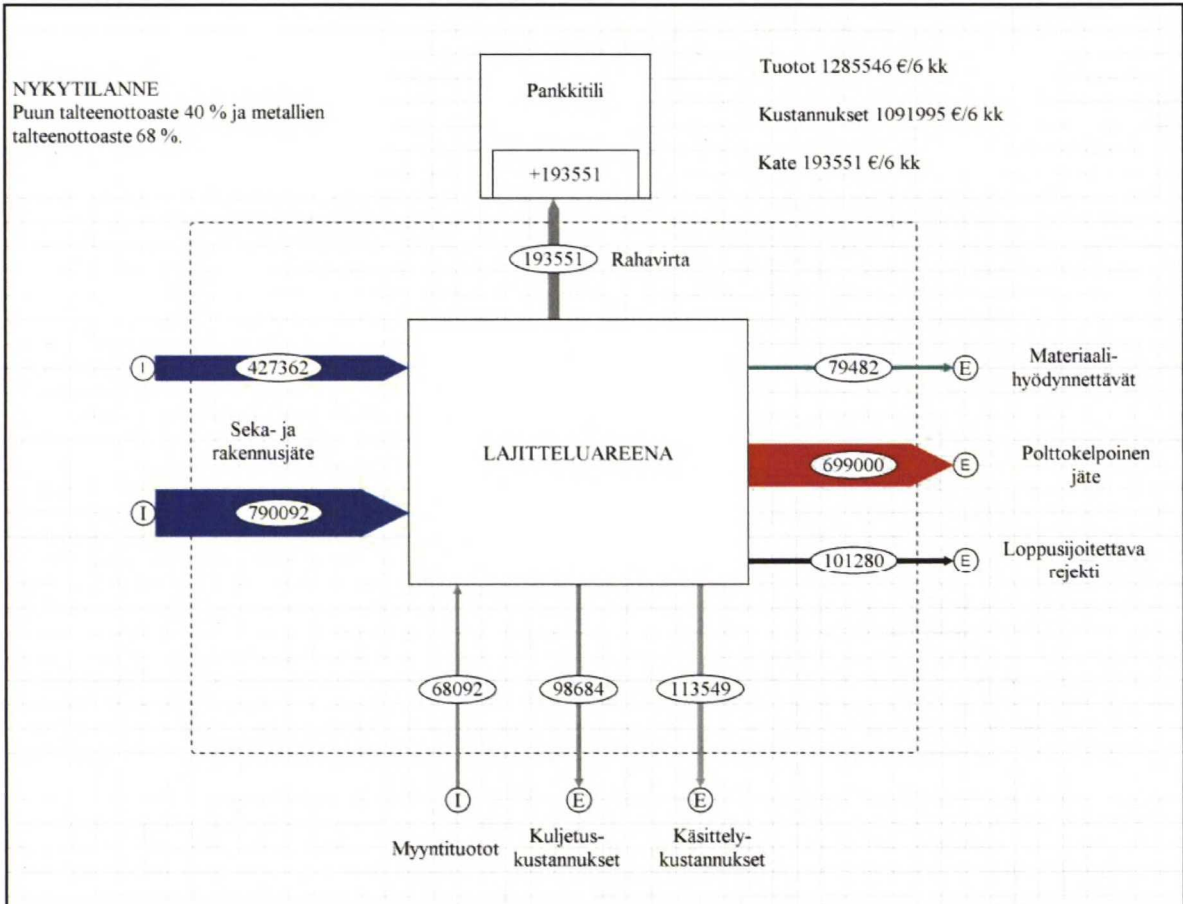 NYKYTILANNE
Puun talteenottoaste 40 % ja metallien
talteenottoaste 68 %.
Pankkitili
+193551
Tuotot 1285546 €/6 kk
Kustannukset 1091995 €/6 kk
Kate 193551 €/6 kk
193551
Rahavirta
I
427362
Seka- ja
rakennusjäte
I
790092
LAJITTELUAREENA
79482
E
Materiaali-
hyödynnettävät
699000
E
Polttokelpoinen
jäte
101280
E
Loppusijoitettava
rejekti
68092
98684
113549
I
E
E
Myyntituotot
Kuljetus-
kustannukset
Käsittely-
kustannukset